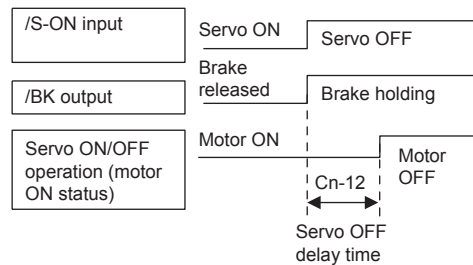 /S-ON input
Servo ON
Servo OFF
Brake
released
/BK output
Brake holding
Servo ON/OFF
operation (motor
ON status)
Motor ON
Motor
OFF
Cn-12
Servo OFF
delay time